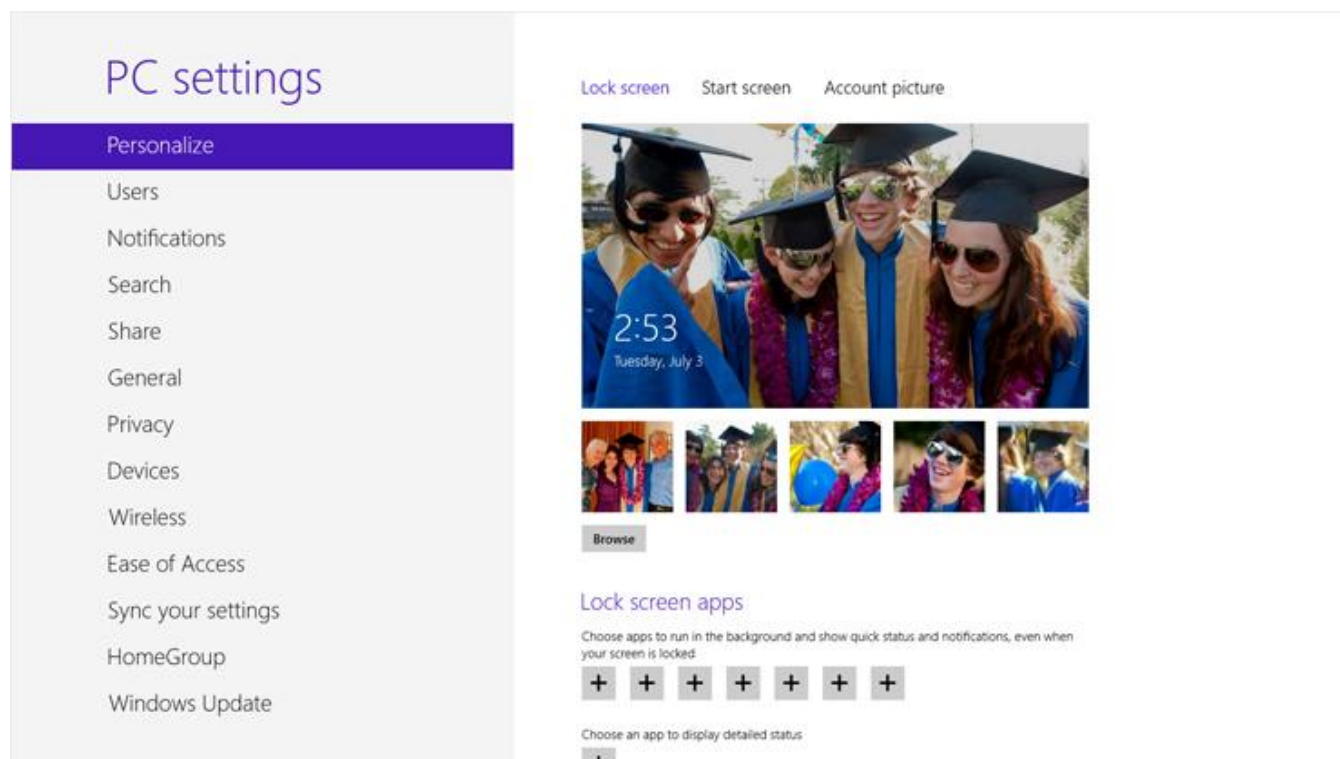 PC settings
Personalize
Users
Notifications
Search
Share
General
Privacy
Devices
Wireless
Ease of Access
Sync your settings
HomeGroup
Windows Update
Lock screen Start screen Account picture
2:53
Tuesday, July 3
Browse
Lock screen apps
Choose apps to run in the background and show quick status and notifications, even when
your screen is locked
+ + + + + + +
Choose an app to display detailed status
+